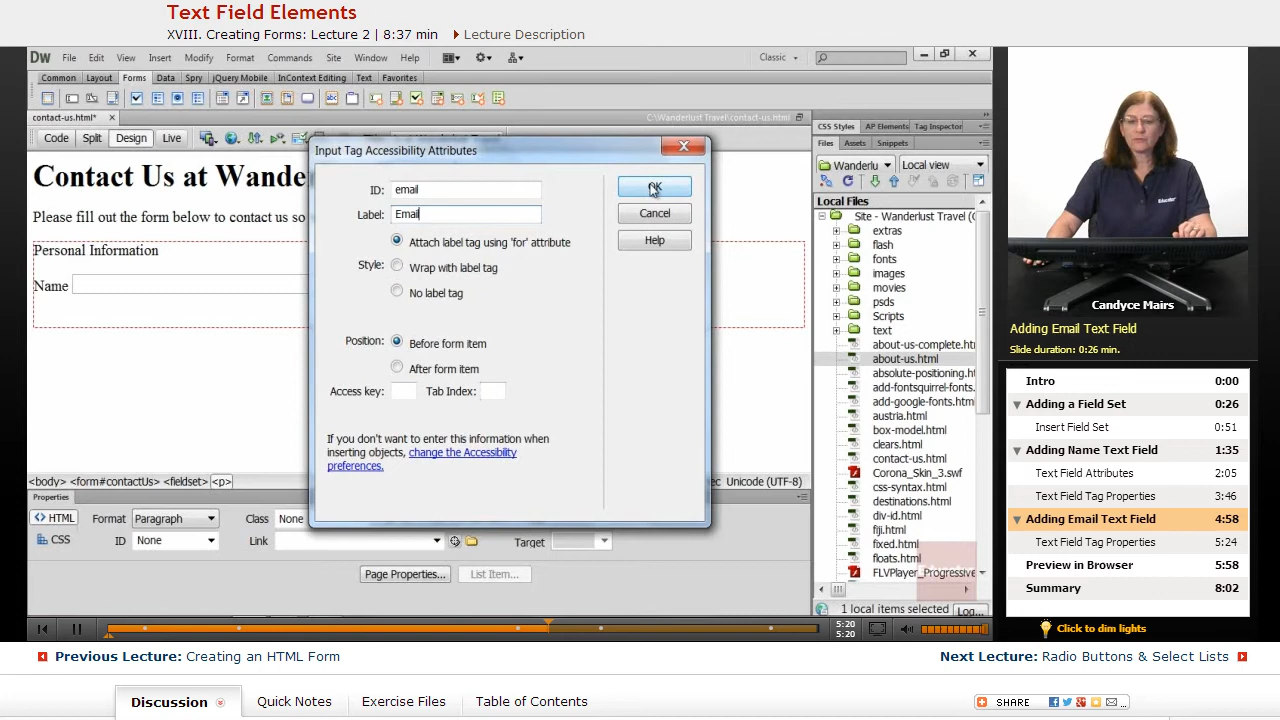 Text Field Elements
XVIII. Creating Forms: Lecture 2 | 8:37 min
Lecture Description
Dw File Edit View Insert Modify Format Commands Site Window Help Classic
Common Layout Forms Data Spry jQuery Mobile InContext Editing Text Favorites
contact-us.html*
C:\Wanderlust Travel\contact-us.html
Code Split Design Live
Contact Us at Wande
Please fill out the form below to contact us so
Personal Information
Name
Input Tag Accessibility Attributes
ID: email
Label: Email
Attach label tag using 'for' attribute
Style: Wrap with label tag
No label tag
Position: Before form item
After form item
Access key: Tab Index:
If you don't want to enter this information when
inserting objects, change the Accessibility
preferences.
OK
Cancel
Help
<body> <form#contactUs> <fieldset> <p>
Unicode (UTF-8)
Properties
HTML Format Paragraph Class None
CSS ID None Link Target
Page Properties... List Item...
CSS Styles AP Elements Tag Inspector
Files Assets Snippets
Wanderlu Local view
Local Files
Site - Wanderlust Travel (C
extras
flash
fonts
images
movies
psds
Scripts
text
about-us-complete.htm
about-us.html
absolute-positioning.ht
add-fontsquirrel-fonts.
add-google-fonts.html
austria.html
box-model.html
clears.html
contact-us.html
Corona_Skin_3.swf
css-syntax.html
destinations.html
div-id.html
fiji.html
fixed.html
floats.html
FLVPlayer_Progressive
1 local items selected Log...
Educator
Candyce Mairs
Adding Email Text Field
Slide duration: 0:26 min.
Intro 0:00
Adding a Field Set 0:26
Insert Field Set 0:51
Adding Name Text Field 1:35
Text Field Attributes 2:05
Text Field Tag Properties 3:46
Adding Email Text Field 4:58
Text Field Tag Properties 5:24
Preview in Browser 5:58
Summary 8:02
5:20
5:20
Click to dim lights
Previous Lecture: Creating an HTML Form
Next Lecture: Radio Buttons & Select Lists
Discussion Quick Notes Exercise Files Table of Contents
SHARE